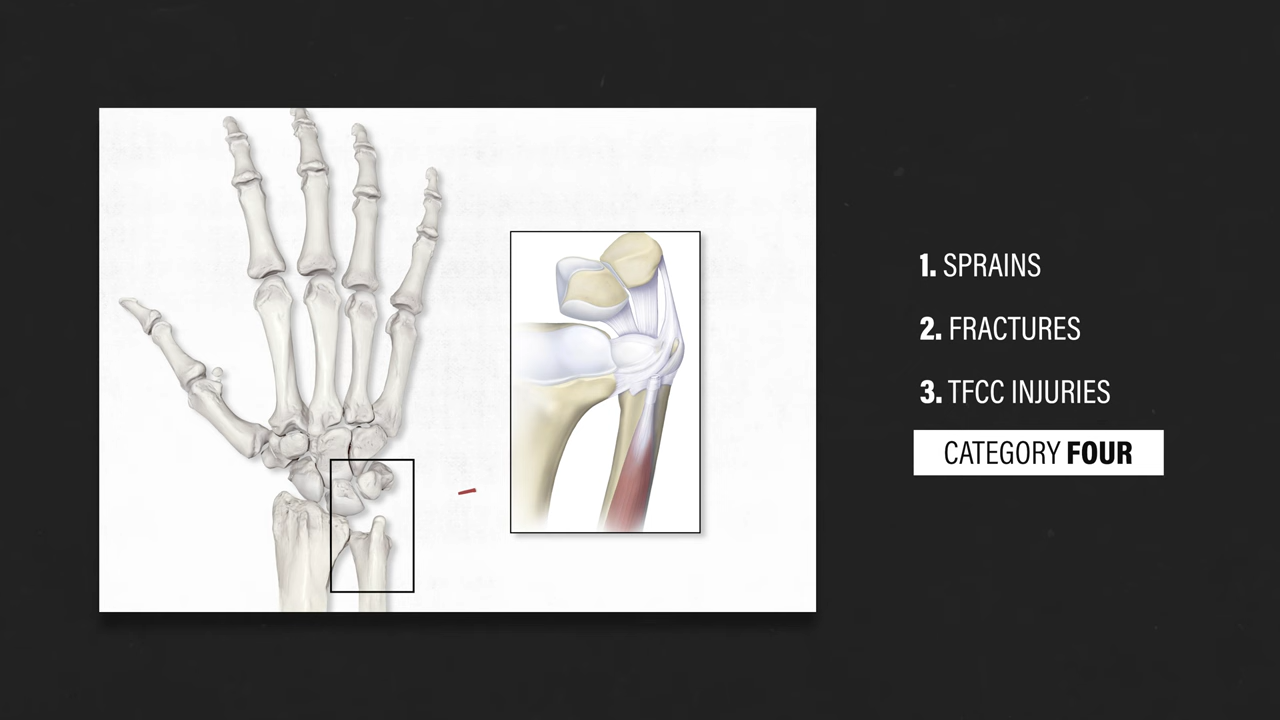 1. SPRAINS
2. FRACTURES
3. TFCC INJURIES
CATEGORY FOUR